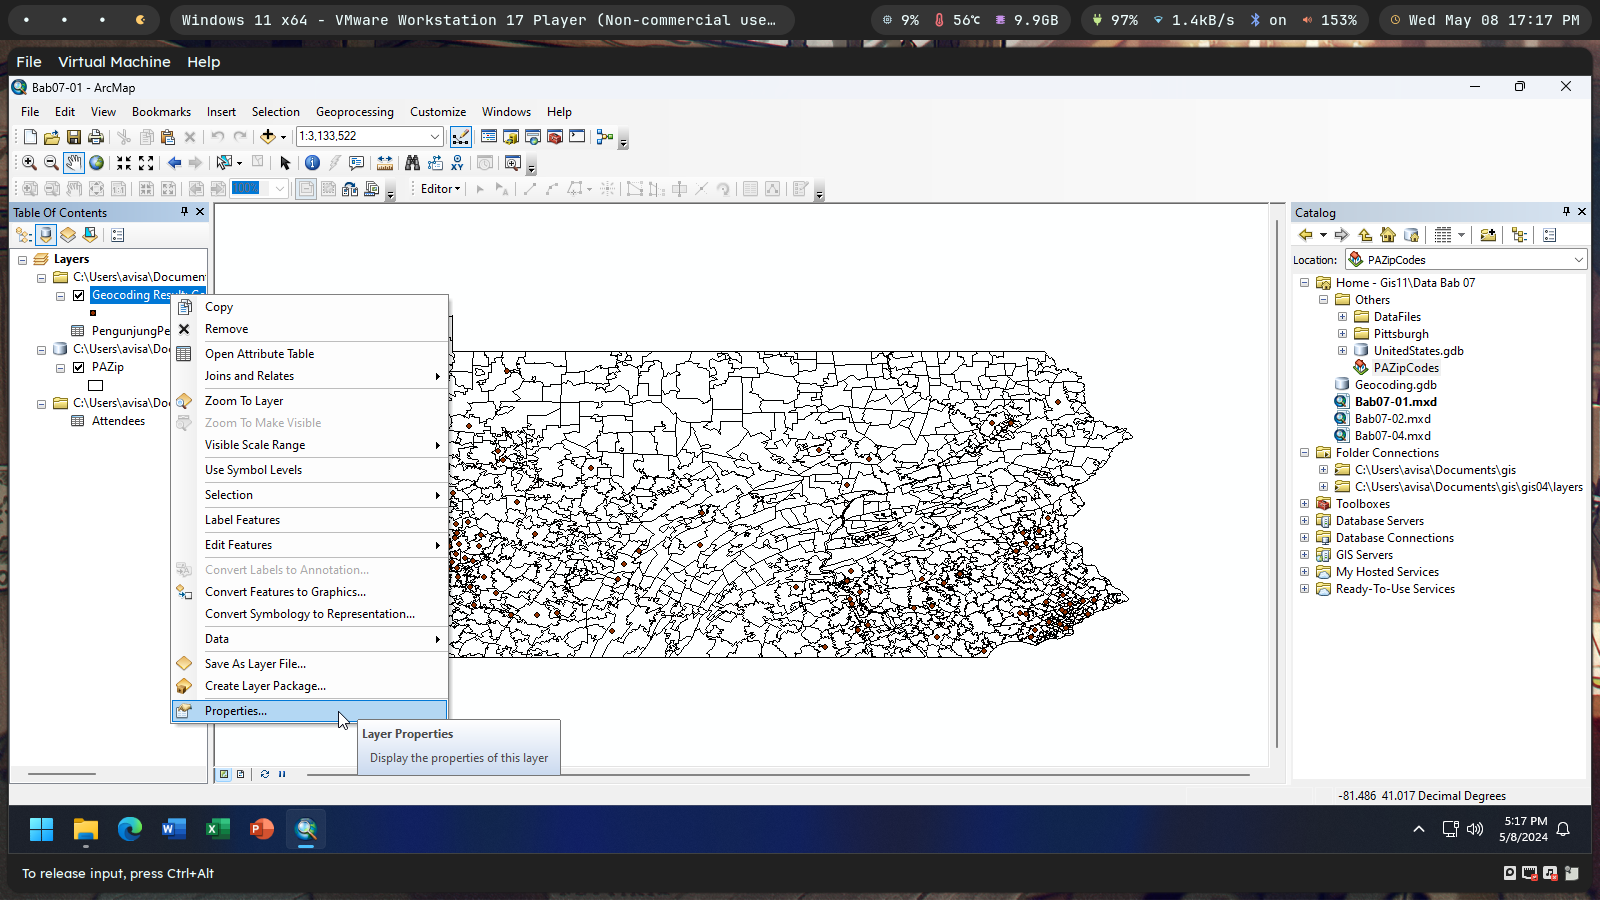 Windows 11 x64 - VMware Workstation 17 Player (Non-commercial use…
9%
56°C
9.9GB
97%
1.4kB/s
on
153%
Wed May 08 17:17 PM
File Virtual Machine Help
Bab07-01 - ArcMap
File Edit View Bookmarks Insert Selection Geoprocessing Customize Windows Help
1:3,133,522
100%
Editor
Table Of Contents
Layers
C:\Users\avisa\Documen
Geocoding Result: Ge
PengunjungPe
C:\Users\avisa\Do
PAZip
C:\Users\avisa\Do
Attendees
Copy
Remove
Open Attribute Table
Joins and Relates
Zoom To Layer
Zoom To Make Visible
Visible Scale Range
Use Symbol Levels
Selection
Label Features
Edit Features
Convert Labels to Annotation...
Convert Features to Graphics...
Convert Symbology to Representation...
Data
Save As Layer File...
Create Layer Package...
Properties...
Layer Properties
Display the properties of this layer
Catalog
Location: PAZipCodes
Home - Gis11\Data Bab 07
Others
DataFiles
Pittsburgh
UnitedStates.gdb
PAZipCodes
Geocoding.gdb
Bab07-01.mxd
Bab07-02.mxd
Bab07-04.mxd
Folder Connections
C:\Users\avisa\Documents\gis
C:\Users\avisa\Documents\gis\gis04\layers
Toolboxes
Database Servers
Database Connections
GIS Servers
My Hosted Services
Ready-To-Use Services
-81.486 41.017 Decimal Degrees
5:17 PM
5/8/2024
To release input, press Ctrl+Alt